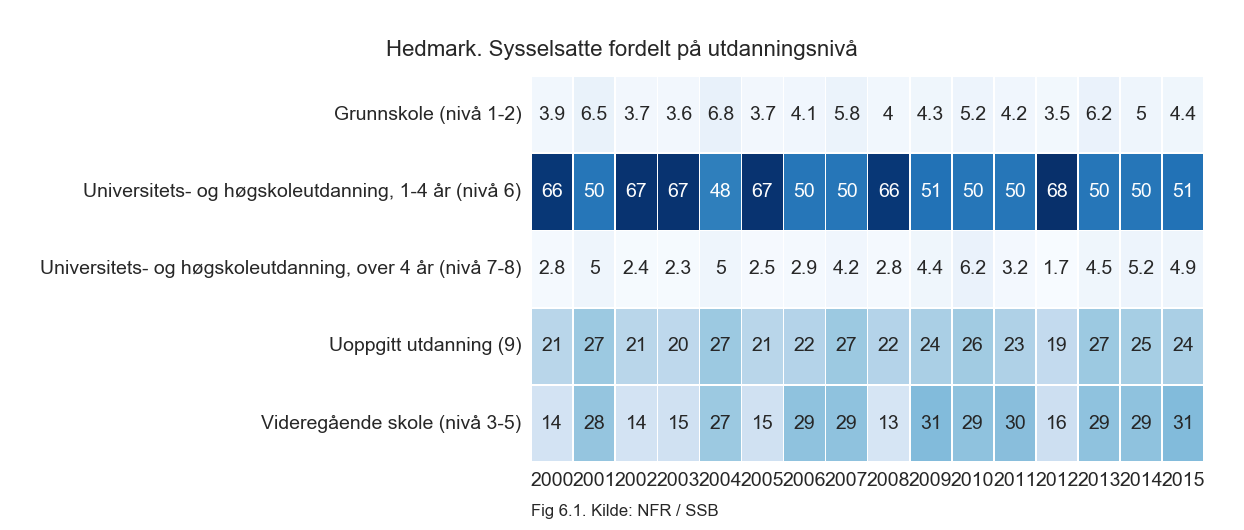 Hedmark. Sysselsatte fordelt på utdanningsnivå
Grunnskole (nivå 1-2) 3.9 6.5 3.7 3.6 6.8 3.7 4.1 5.8 4 4.3 5.2 4.2 3.5 6.2 5 4.4
Universitets- og høgskoleutdanning, 1-4 år (nivå 6) 66 50 67 67 48 67 50 50 66 51 50 50 68 50 50 51
Universitets- og høgskoleutdanning, over 4 år (nivå 7-8) 2.8 5 2.4 2.3 5 2.5 2.9 4.2 2.8 4.4 6.2 3.2 1.7 4.5 5.2 4.9
Uoppgitt utdanning (9) 21 27 21 20 27 21 22 27 22 24 26 23 19 27 25 24
Videregående skole (nivå 3-5) 14 28 14 15 27 15 29 29 13 31 29 30 16 29 29 31
2000 2001 2002 2003 2004 2005 2006 2007 2008 2009 2010 2011 2012 2013 2014 2015
Fig 6.1. Kilde: NFR / SSB